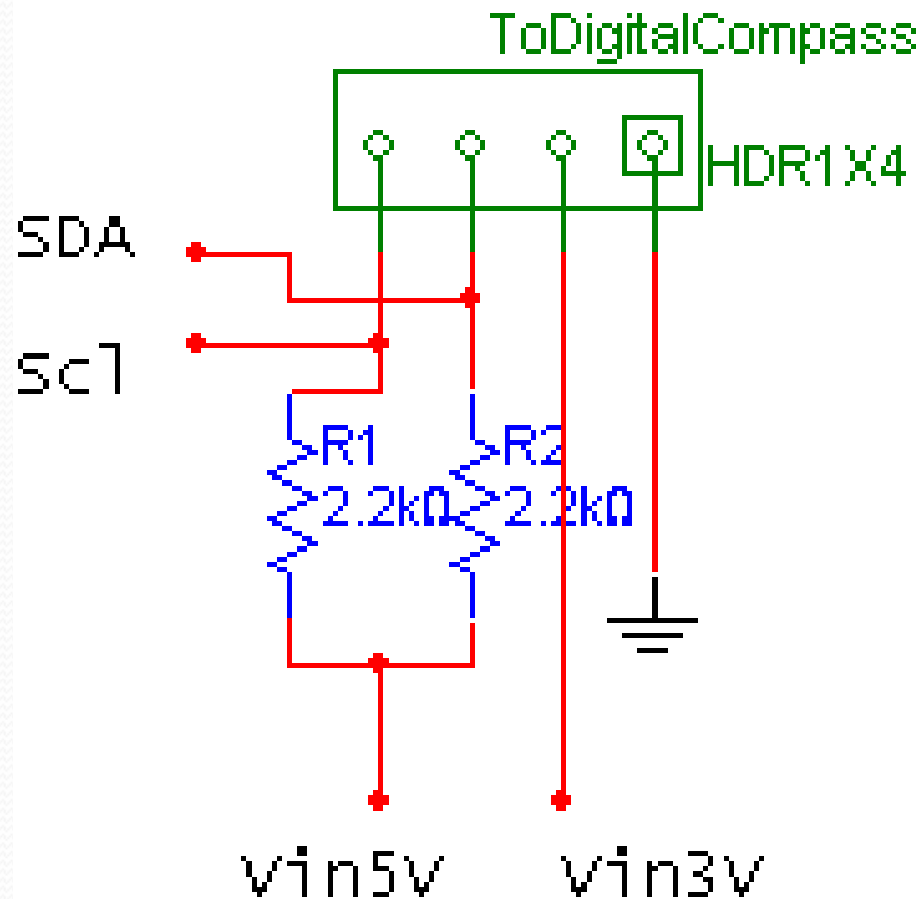 ToDigitalCompass
HDR1X4
SDA
Scl
R1
2.2kΩ
R2
2.2kΩ
Vin5V
Vin3V